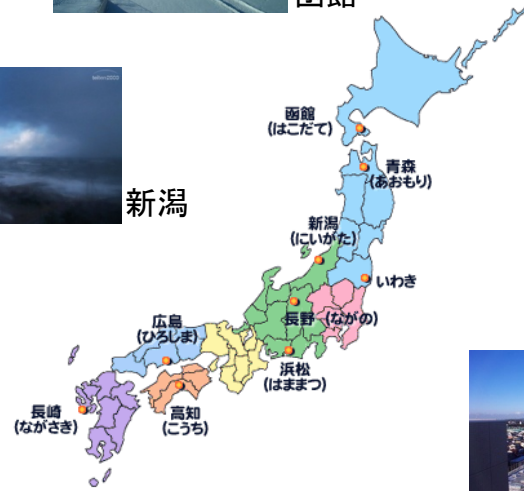 函館
新潟
函館
(はこだて)
青森
(あおもり)
新潟
(にいがた)
いわき
長野 (ながの)
広島
(ひろしま)
浜松
(はままつ)
高知
(こうち)
長崎
(ながさき)